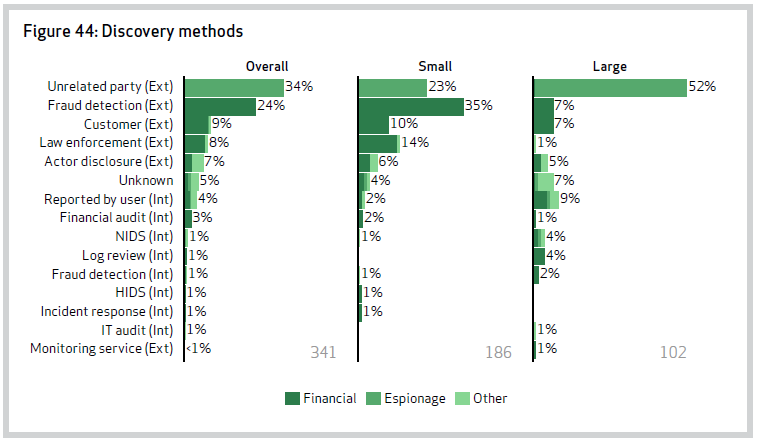 Figure 44: Discovery methods
Overall Small Large
Unrelated party (Ext) 34% 23% 52%
Fraud detection (Ext) 24% 35% 7%
Customer (Ext) 9% 10% 7%
Law enforcement (Ext) 8% 14% 1%
Actor disclosure (Ext) 7% 6% 5%
Unknown 5% 4% 7%
Reported by user (Int) 4% 2% 9%
Financial audit (Int) 3% 2% 1%
NIDS (Int) 1% 1% 4%
Log review (Int) 1% 4%
Fraud detection (Int) 1% 1% 2%
HIDS (Int) 1% 1%
Incident response (Int) 1% 1%
IT audit (Int) 1% 1%
Monitoring service (Ext) <1% 1%
341 186 102
Financial Espionage Other